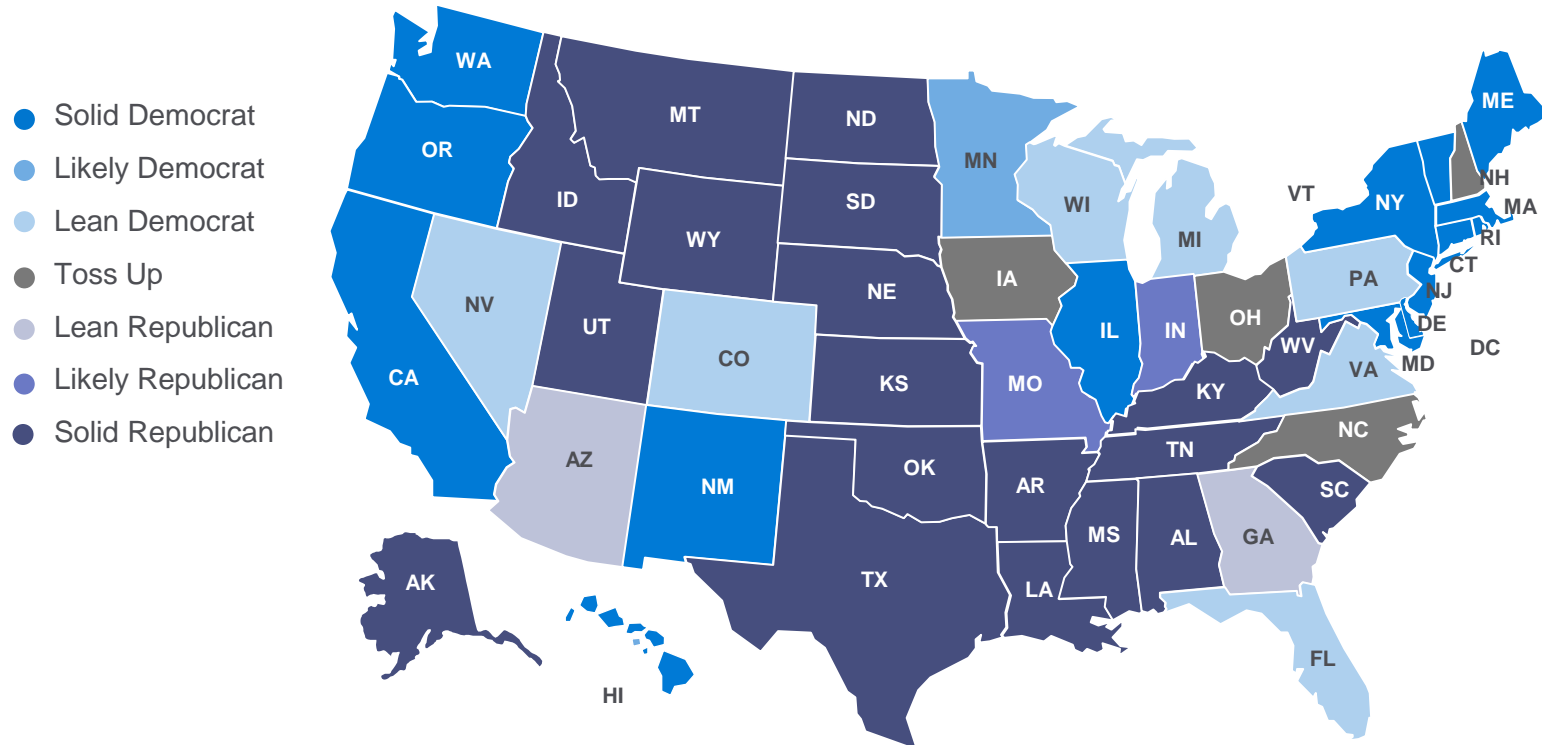 Solid Democrat
Likely Democrat
Lean Democrat
Toss Up
Lean Republican
Likely Republican
Solid Republican
WA
ME
MT
ND
OR
MN
NH
VT
ID
SD
WI
NY
MA
WY
MI
RI
CT
IA
PA
NE
NJ
NV
OH
UT
IL
IN
DE
CO
WV
DC
CA
MD
VA
KS
MO
KY
NC
AZ
TN
OK
NM
AR
SC
MS
AL
GA
AK
TX
LA
FL
HI